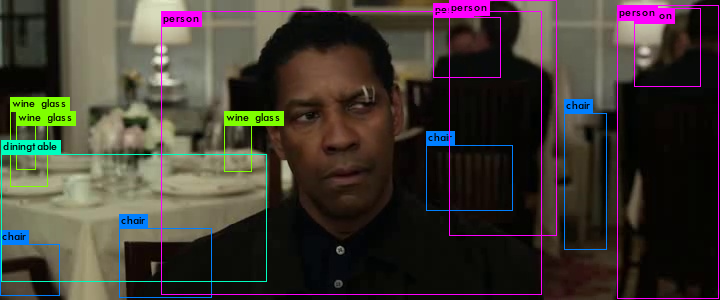 person
pe
person
person
on
wine glass
wine glass
wine glass
chair
chair
diningtable
chair
chair